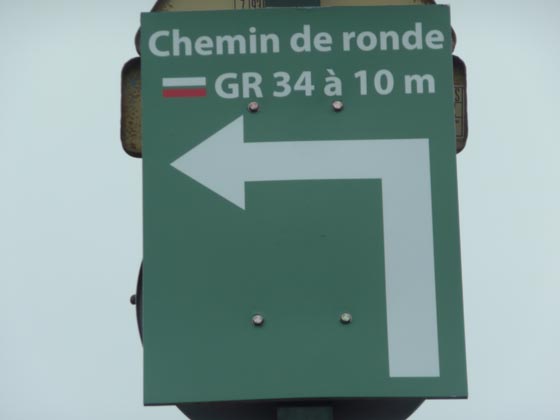 Chemin de ronde
GR 34 à 10 m